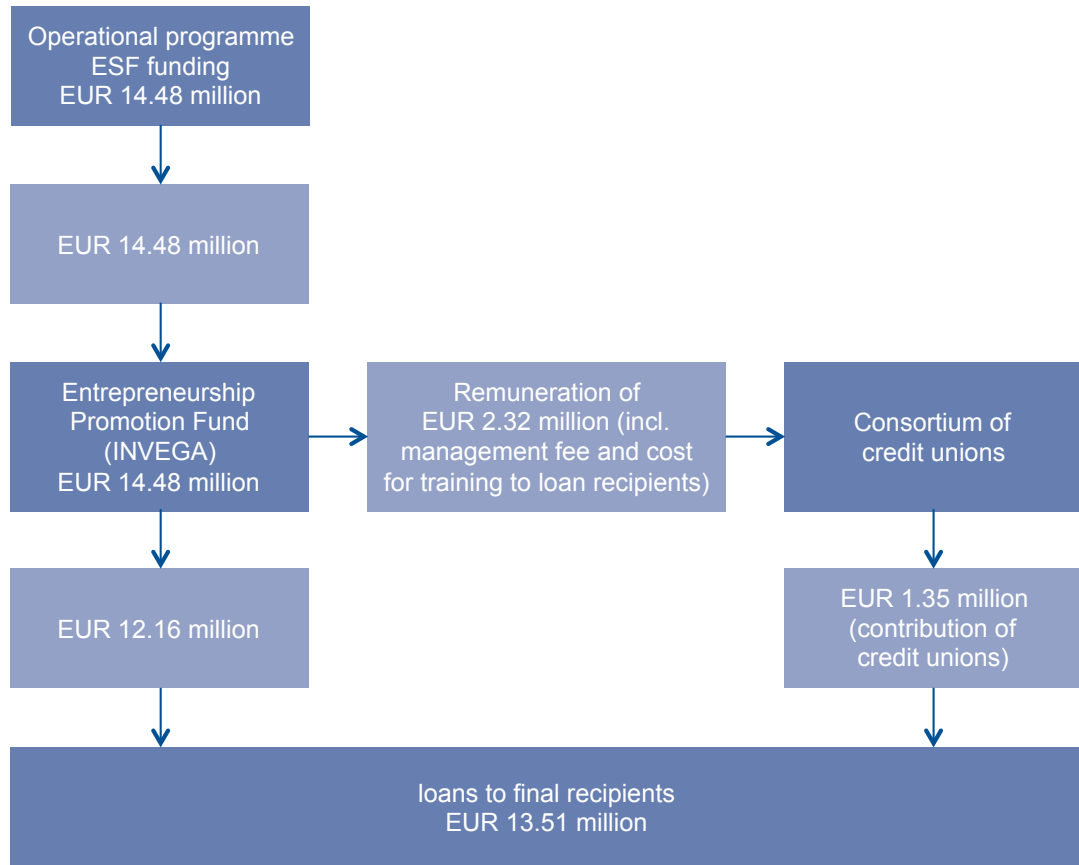 Operational programme
ESF funding
EUR 14.48 million
EUR 14.48 million
Entrepreneurship
Promotion Fund
(INVEGA)
EUR 14.48 million
Remuneration of
EUR 2.32 million (incl.
management fee and cost
for training to loan recipients)
Consortium of
credit unions
EUR 12.16 million
EUR 1.35 million
(contribution of
credit unions)
loans to final recipients
EUR 13.51 million